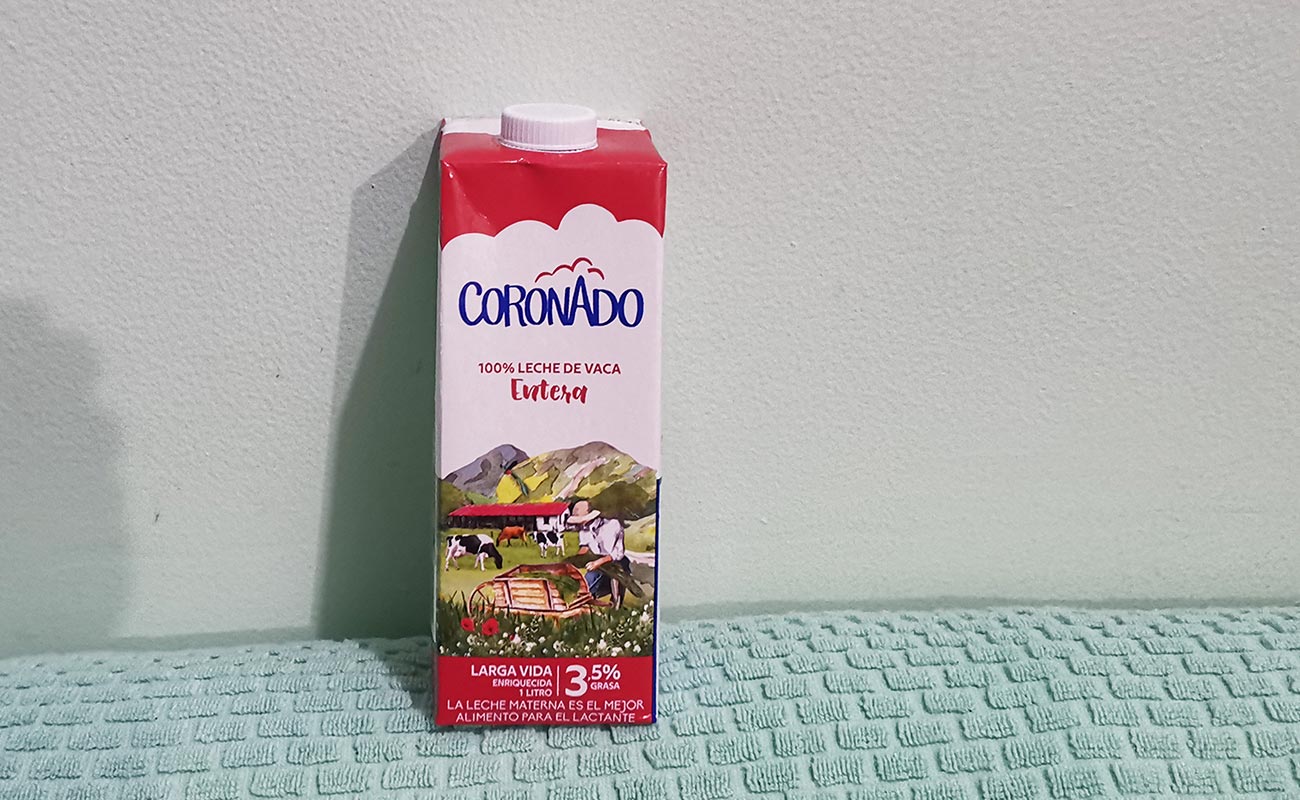 CORONADO
100% LECHE DE VACA
Entera
LARGA VIDA
ENRIQUECIDA
1 LITRO
3,5%
GRASA
LA LECHE MATERNA ES EL MEJOR
ALIMENTO PARA EL LACTANTE